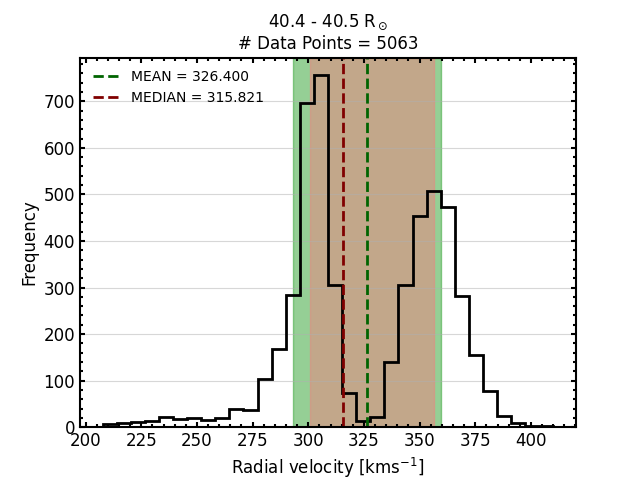 40.4 - 40.5 R⊙
# Data Points = 5063
MEAN = 326.400
MEDIAN = 315.821
700
600
500
400
300
200
100
0
Frequency
200 225 250 275 300 325 350 375 400
Radial velocity [kms⁻¹]